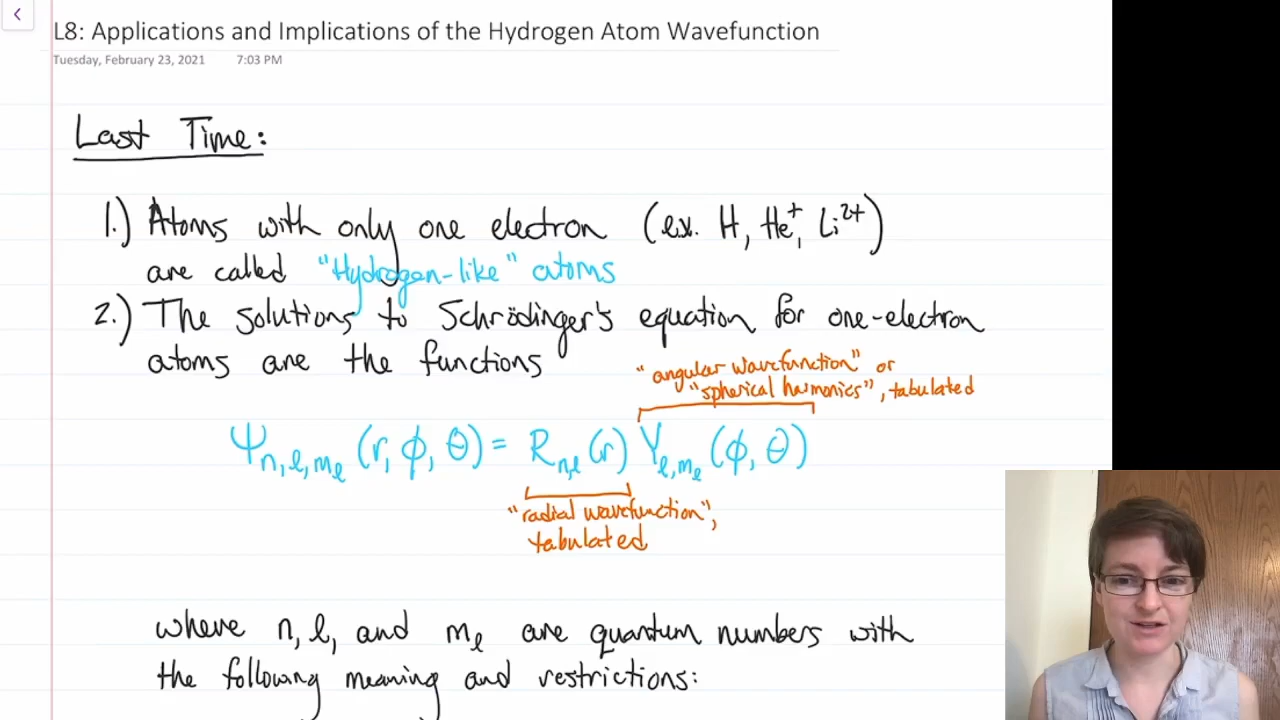 L8: Applications and Implications of the Hydrogen Atom Wavefunction
Tuesday, February 23, 2021 7:03 PM
Last Time:
1.) Atoms with only one electron (ex. H, He⁺, Li²⁺)
are called "Hydrogen-like" atoms
2.) The solutions to Schrödinger's equation for one-electron
atoms are the functions
"angular wavefunction" or
"spherical harmonics", tabulated
Ψn,l,mₗ (r, ϕ, θ) = Rn,l (r) Yl,mₗ (ϕ, θ)
"radial wavefunction",
tabulated
where n, l, and mₗ are quantum numbers with
the following meaning and restrictions: